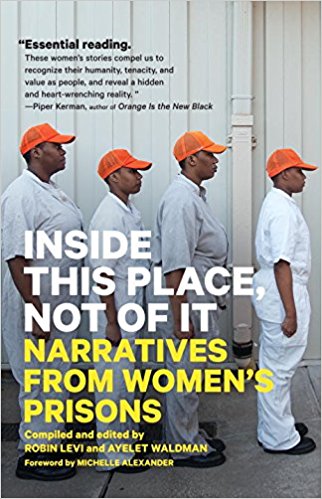 “Essential reading.
These women’s stories compel us to
recognize their humanity, tenacity, and
value as people, and reveal a hidden
and heart-wrenching reality. ”
—Piper Kerman, author of Orange Is the New Black
INSIDE
THIS PLACE,
NOT OF IT
NARRATIVES
FROM WOMEN’S
PRISONS
Compiled and edited by
ROBIN LEVI and AYELET WALDMAN
Foreword by MICHELLE ALEXANDER